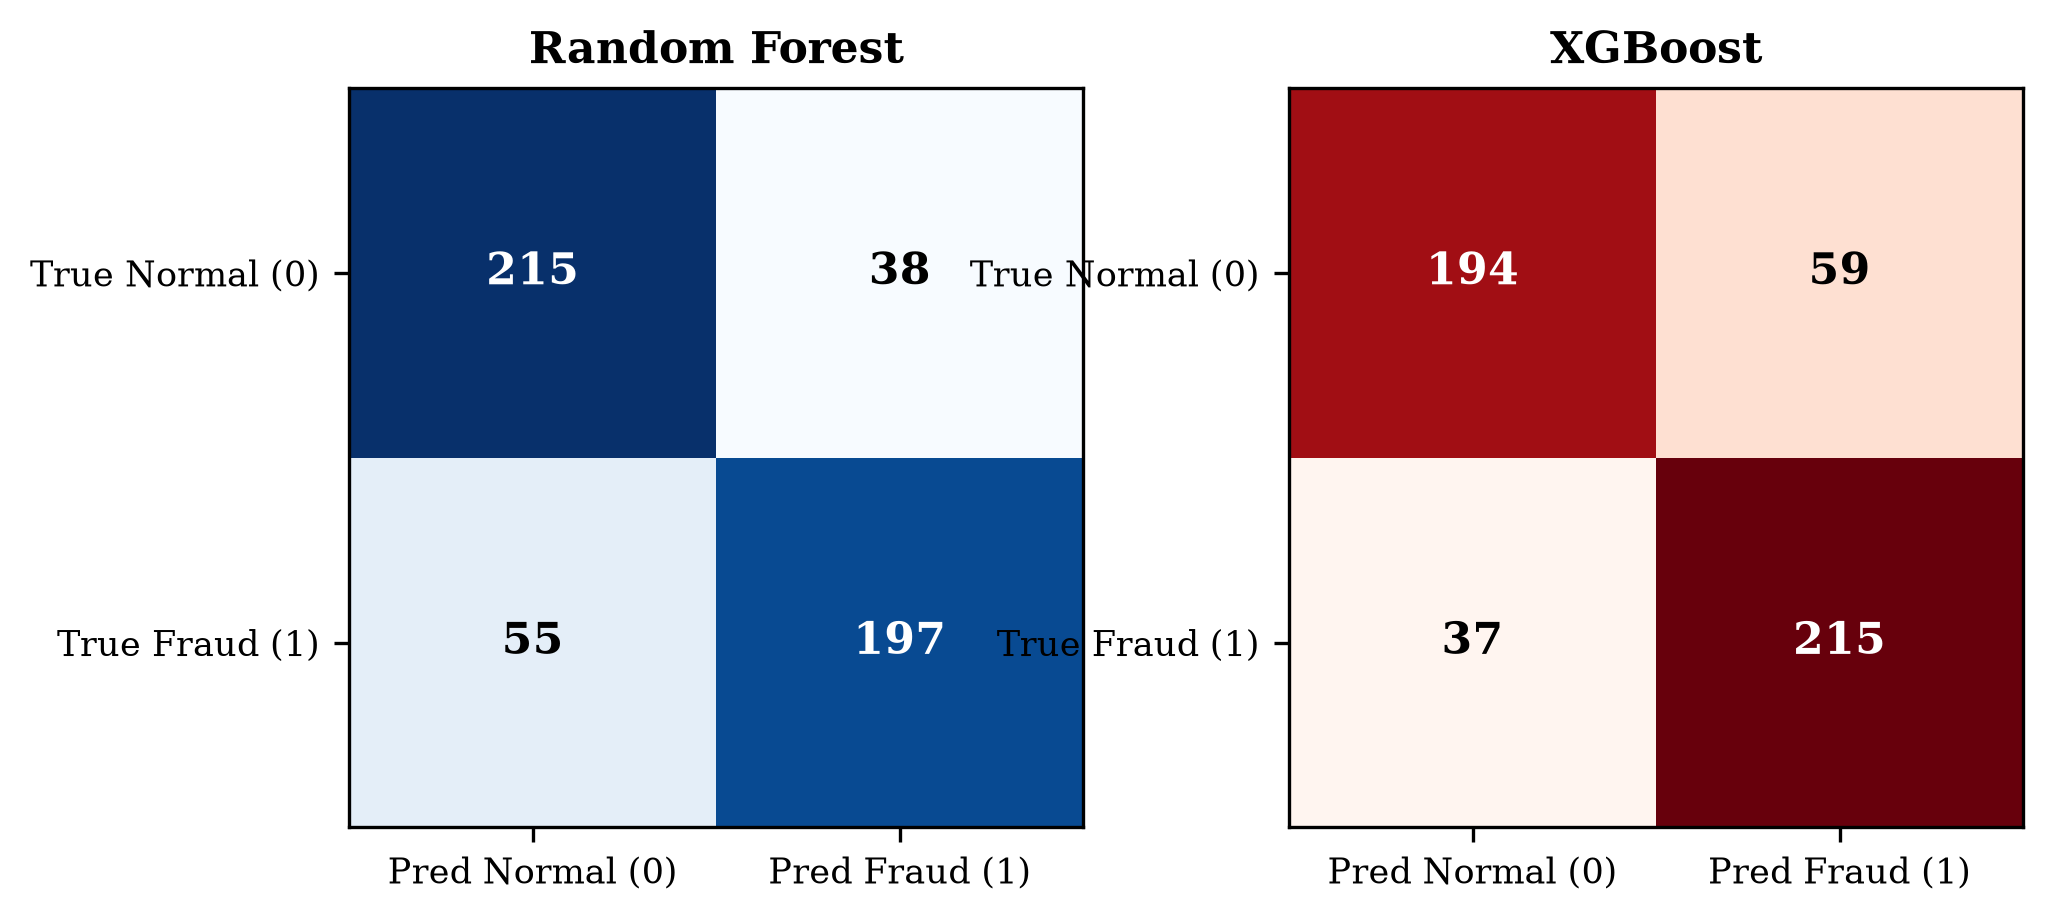 Random Forest
True Normal (0)
215
38
True Fraud (1)
55
197
Pred Normal (0)
Pred Fraud (1)
XGBoost
True Normal (0)
194
59
True Fraud (1)
37
215
Pred Normal (0)
Pred Fraud (1)